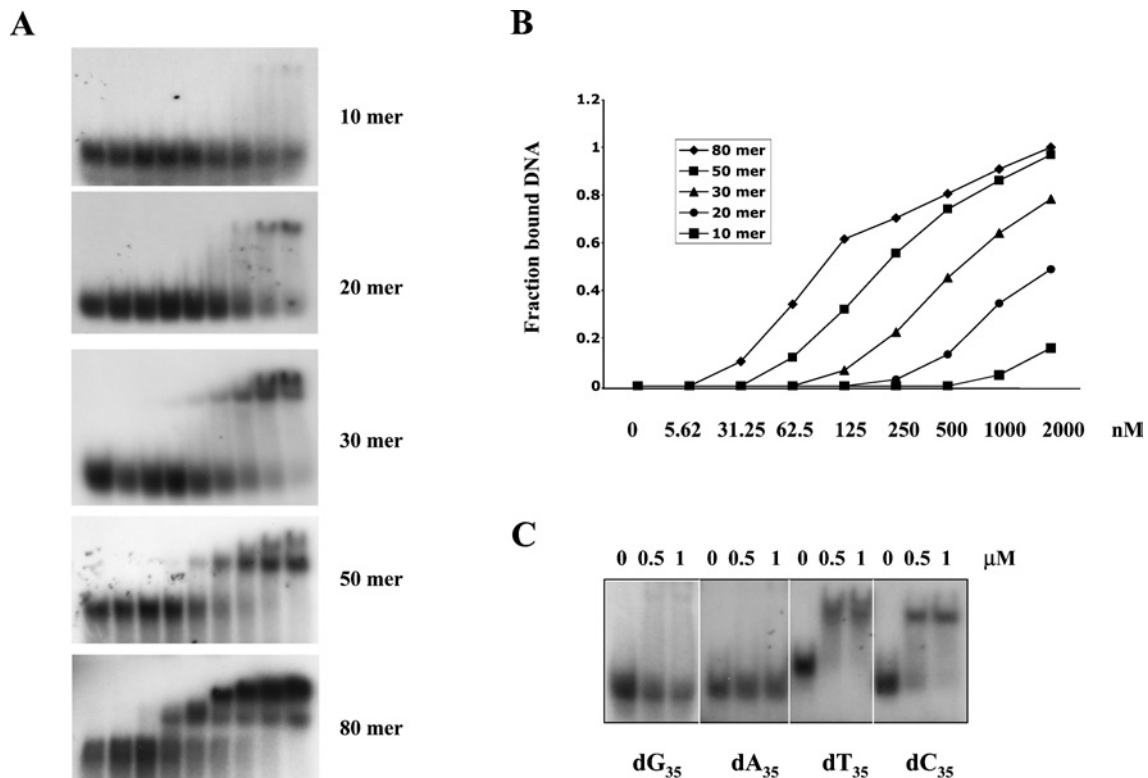 A
10 mer
20 mer
30 mer
50 mer
80 mer
B
Fraction bound DNA
1.2
1
0.8
0.6
0.4
0.2
0
80 mer
50 mer
30 mer
20 mer
10 mer
0 5.62 31.25 62.5 125 250 500 1000 2000 nM
C
0 0.5 1 0 0.5 1 0 0.5 1 0 0.5 1 μM
dG35 dA35 dT35 dC35